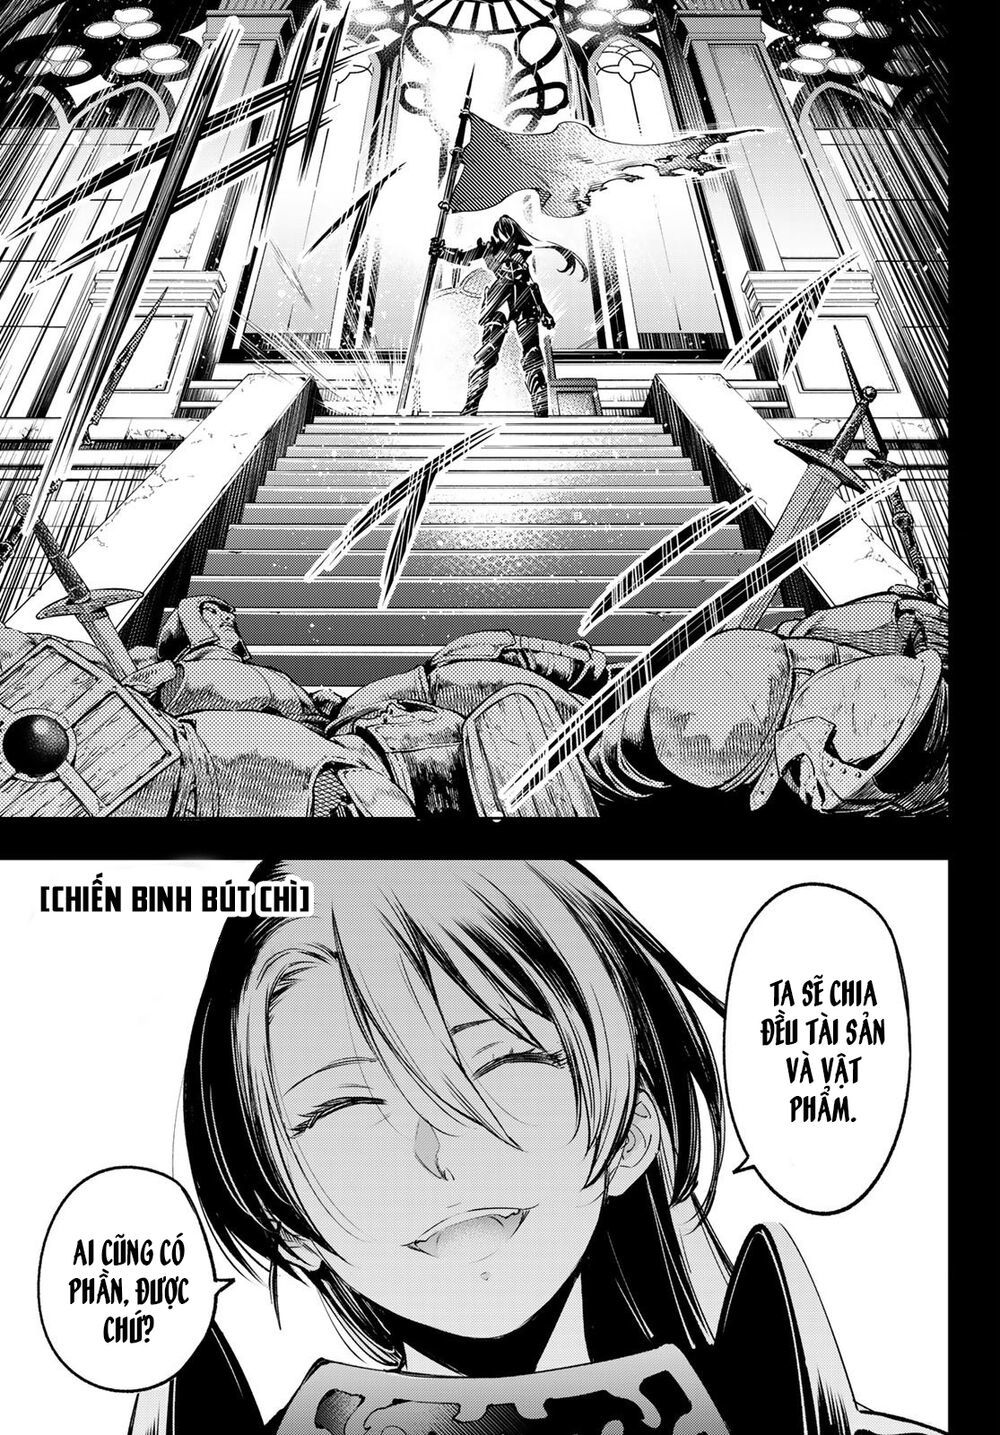 [CHIẾN BINH BÚT CHÌ]
TA SẼ CHIA
ĐỀU TÀI SẢN
VÀ VẬT
PHẨM.
AI CŨNG CÓ
PHẦN, ĐƯỢC
CHỨ?